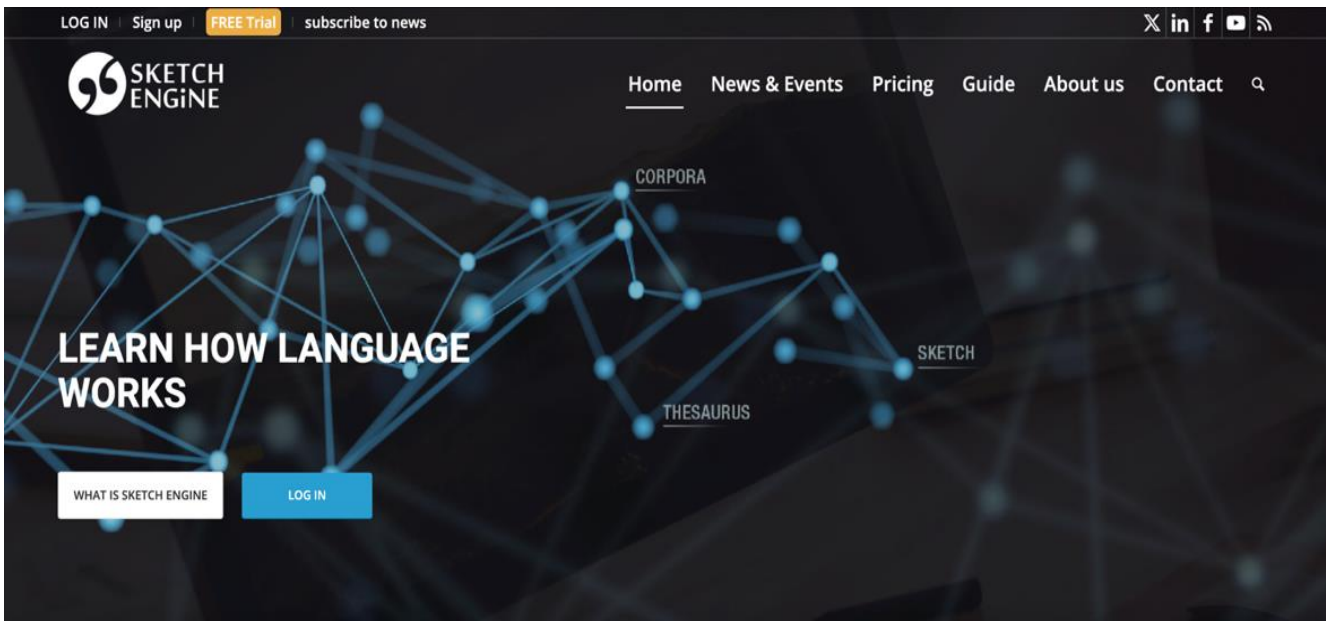 LOG IN Sign up FREE Trial subscribe to news
SKETCH
ENGiNE
Home News & Events Pricing Guide About us Contact
CORPORA
LEARN HOW LANGUAGE
WORKS
SKETCH
THESAURUS
WHAT IS SKETCH ENGINE LOG IN